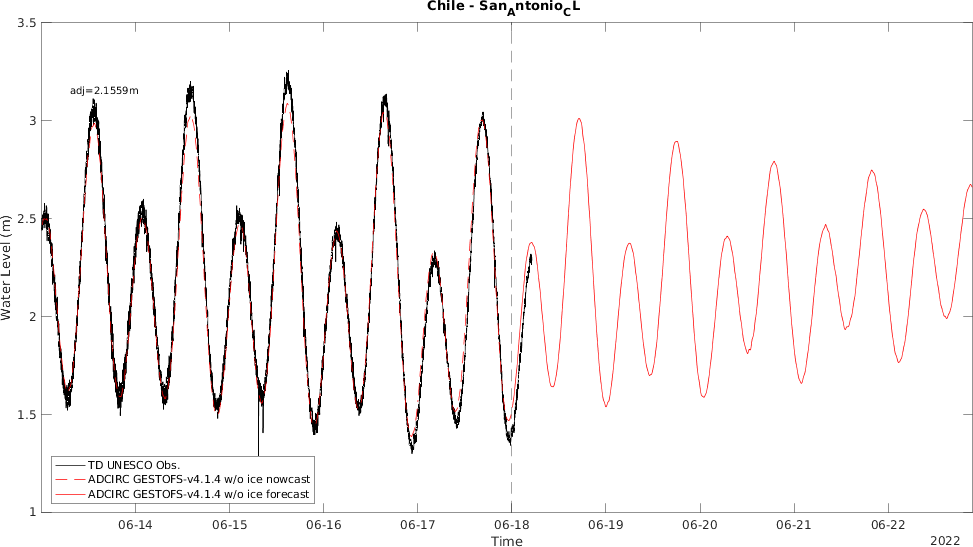 Chile - SanAntonioCL
3.5
adj=2.1559m
3
2.5
Water Level (m)
2
1.5
TD UNESCO Obs.
ADCIRC GESTOFS-v4.1.4 w/o ice nowcast
ADCIRC GESTOFS-v4.1.4 w/o ice forecast
1
06-14 06-15 06-16 06-17 06-18 06-19 06-20 06-21 06-22
Time
2022